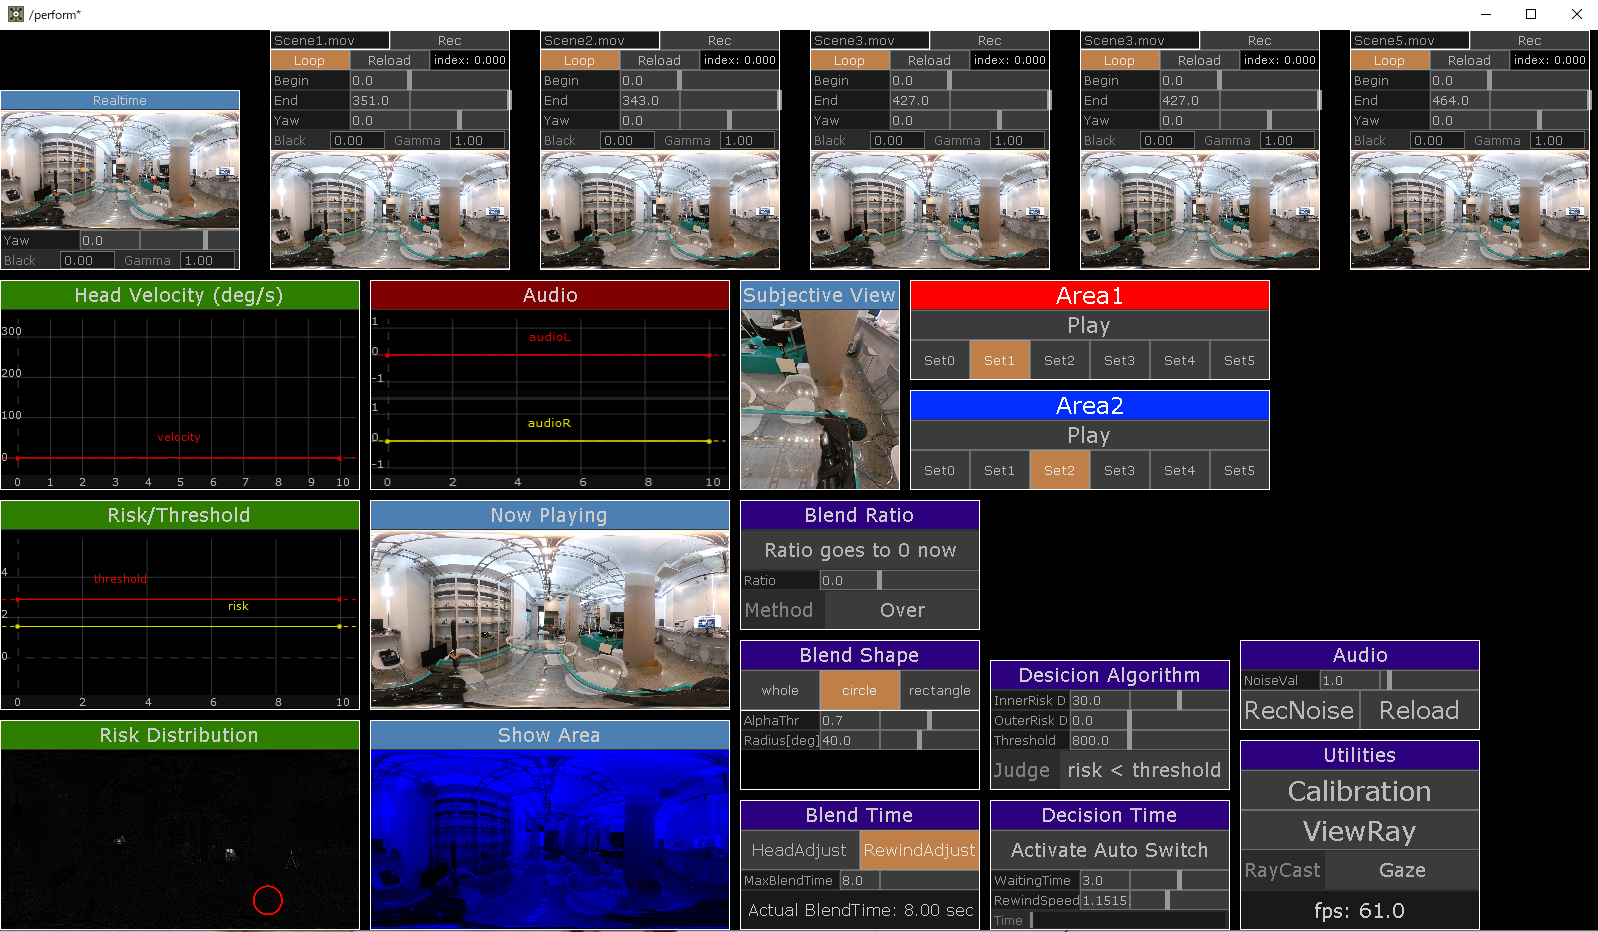 /perform*
Scene1.mov Rec
Loop Reload index: 0.000
Begin 0.0
End 351.0
Yaw 0.0
Black 0.00 Gamma 1.00
Scene2.mov Rec
Loop Reload index: 0.000
Begin 0.0
End 343.0
Yaw 0.0
Black 0.00 Gamma 1.00
Scene3.mov Rec
Loop Reload index: 0.000
Begin 0.0
End 427.0
Yaw 0.0
Black 0.00 Gamma 1.00
Scene3.mov Rec
Loop Reload index: 0.000
Begin 0.0
End 427.0
Yaw 0.0
Black 0.00 Gamma 1.00
Scene5.mov Rec
Loop Reload index: 0.000
Begin 0.0
End 464.0
Yaw 0.0
Black 0.00 Gamma 1.00
Realtime
Yaw 0.0
Black 0.00 Gamma 1.00
Head Velocity (deg/s)
300
200
100
velocity
0
0 1 2 3 4 5 6 7 8 9 10
Audio
1
audioL
0
-1
1
audioR
0
-1
0 2 4 6 8 10
Subjective View
Area1
Play
Set0 Set1 Set2 Set3 Set4 Set5
Area2
Play
Set0 Set1 Set2 Set3 Set4 Set5
Risk/Threshold
4
threshold
risk
2
0
0 2 4 6 8 10
Now Playing
Blend Ratio
Ratio goes to 0 now
Ratio 0.0
Method Over
Blend Shape
whole circle rectangle
AlphaThr 0.7
Radius[deg] 40.0
Desicion Algorithm
InnerRisk D 30.0
OuterRisk D 0.0
Threshold 800.0
Judge risk < threshold
Audio
NoiseVal 1.0
RecNoise Reload
Risk Distribution
Show Area
Blend Time
HeadAdjust RewindAdjust
MaxBlendTime 8.0
Actual BlendTime: 8.00 sec
Decision Time
Activate Auto Switch
WaitingTime 3.0
RewindSpeed 1.1515
Time
Utilities
Calibration
ViewRay
RayCast Gaze
fps: 61.0